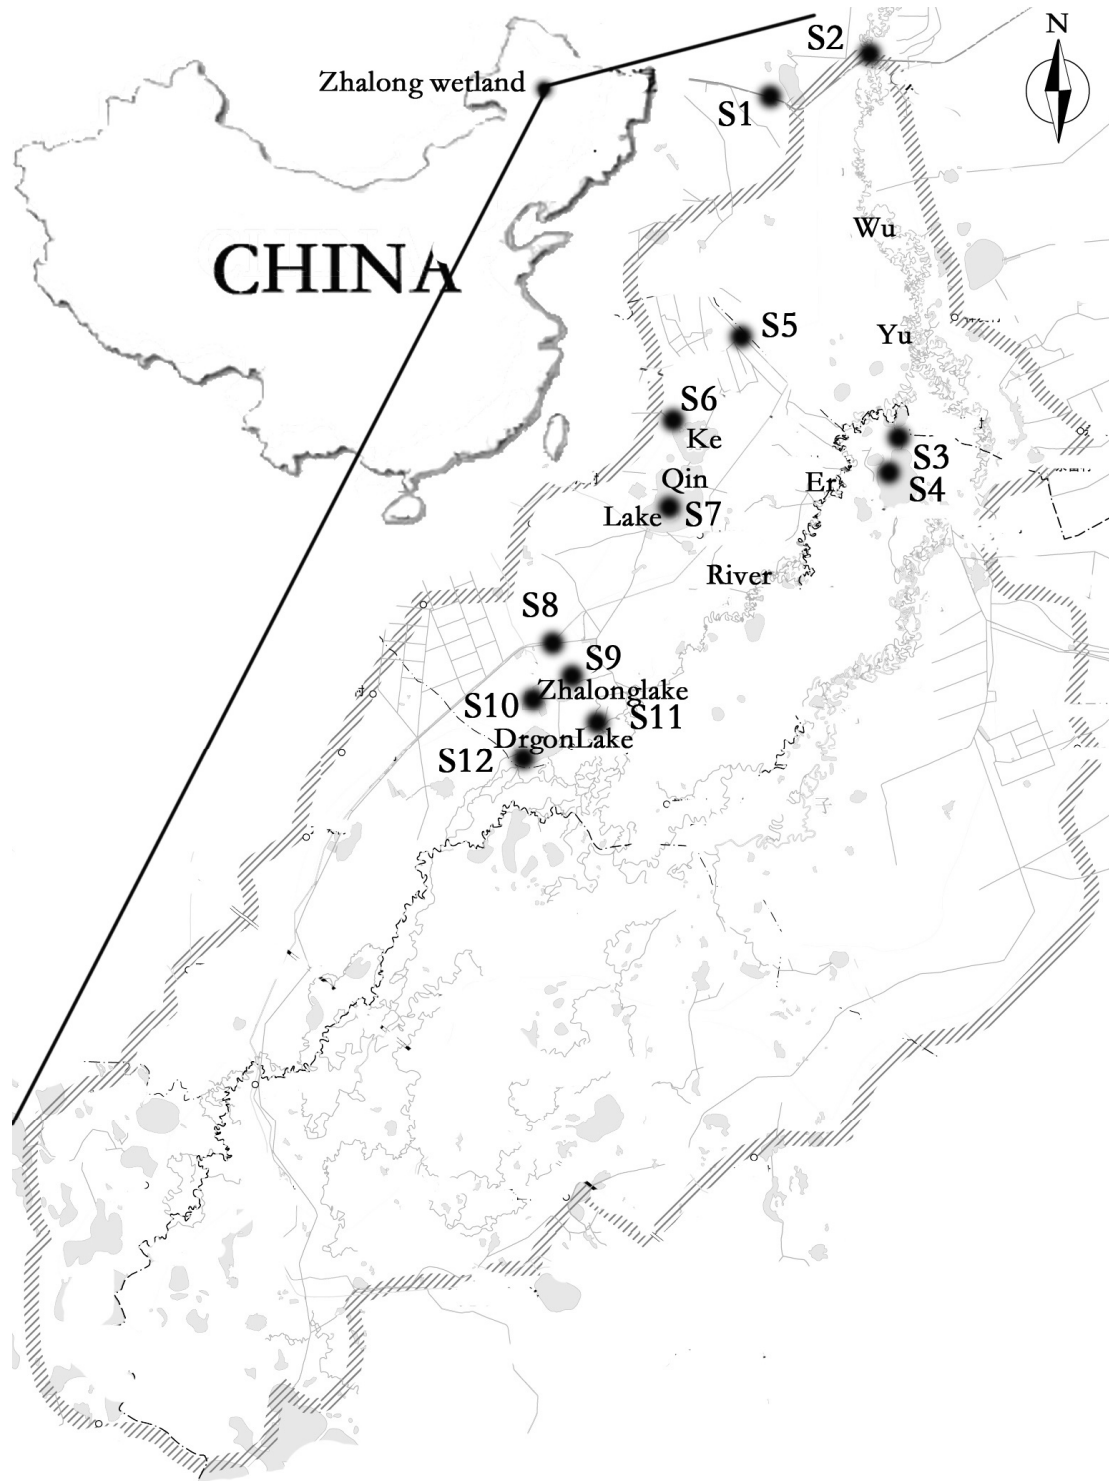 N
S2
Zhalong wetland
S1
Wu
CHINA
S5
Yu
S6
Ke
S3
Qin
Er
S4
Lake
S7
River
S8
S9
Zhalonglake
S10
S11
DrgonLake
S12